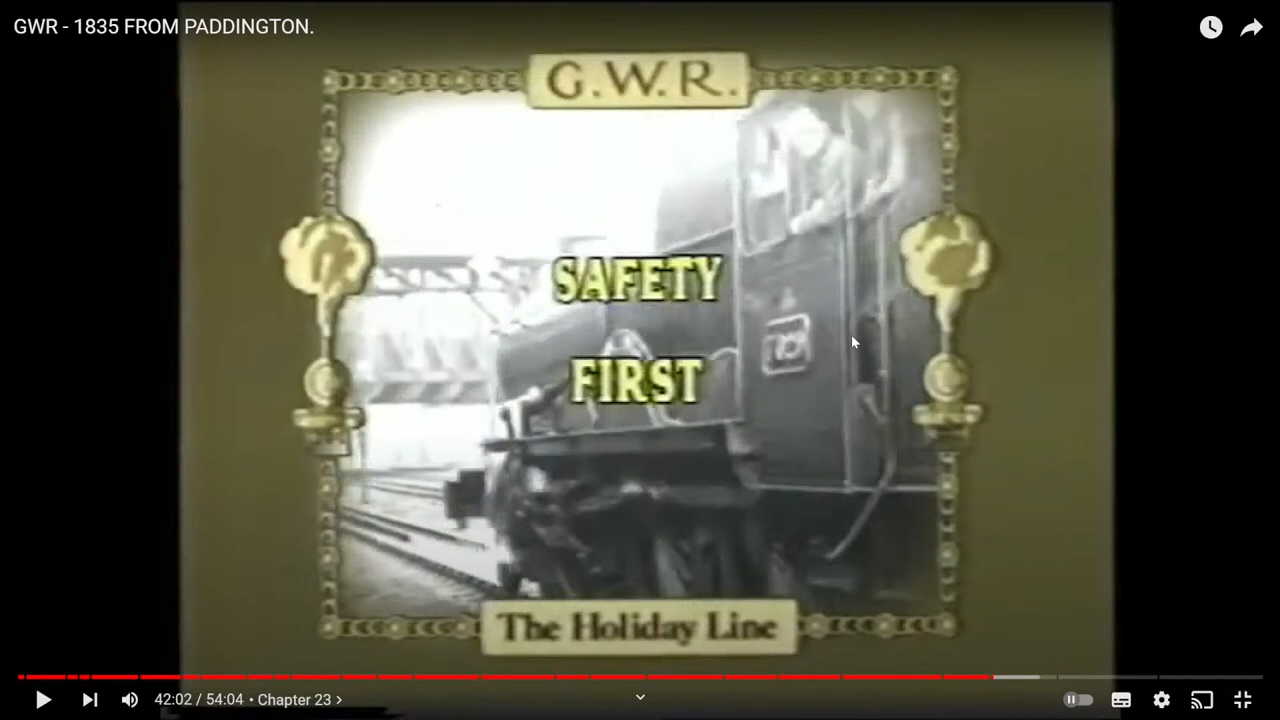 GWR - 1835 FROM PADDINGTON.
G.W.R.
SAFETY
FIRST
The Holiday Line
42:02 / 54:04 • Chapter 23 >